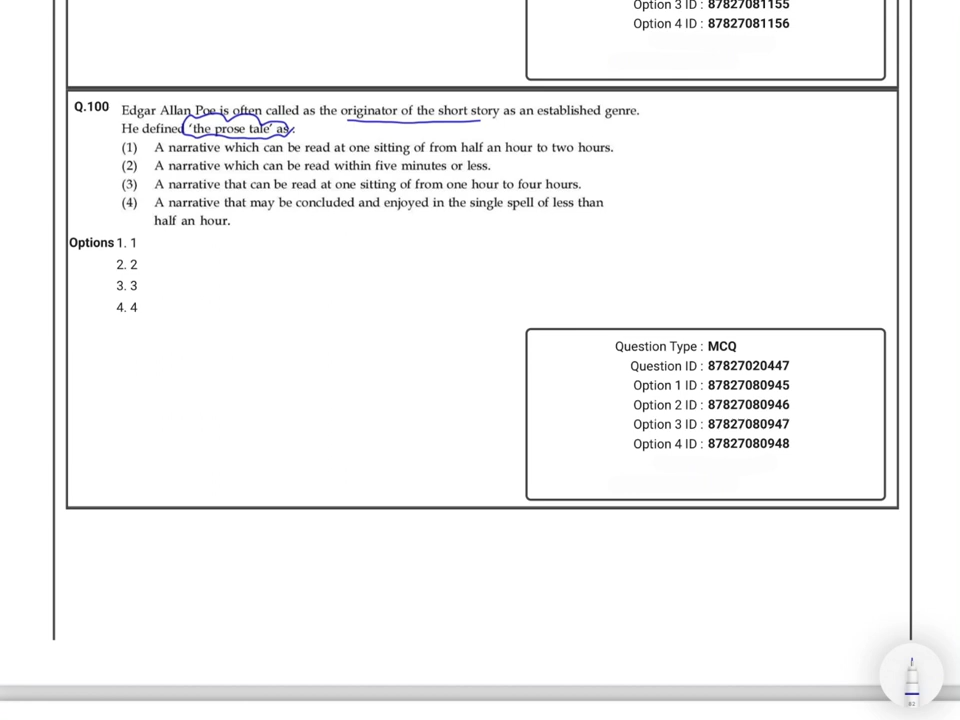 Option 3 ID : 87827081155
Option 4 ID : 87827081156
Q.100 Edgar Allan Poe is often called as the originator of the short story as an established genre.
He defined 'the prose tale' as:
(1) A narrative which can be read at one sitting of from half an hour to two hours.
(2) A narrative which can be read within five minutes or less.
(3) A narrative that can be read at one sitting of from one hour to four hours.
(4) A narrative that may be concluded and enjoyed in the single spell of less than
half an hour.
Options 1. 1
2. 2
3. 3
4. 4
Question Type : MCQ
Question ID : 87827020447
Option 1 ID : 87827080945
Option 2 ID : 87827080946
Option 3 ID : 87827080947
Option 4 ID : 87827080948
82